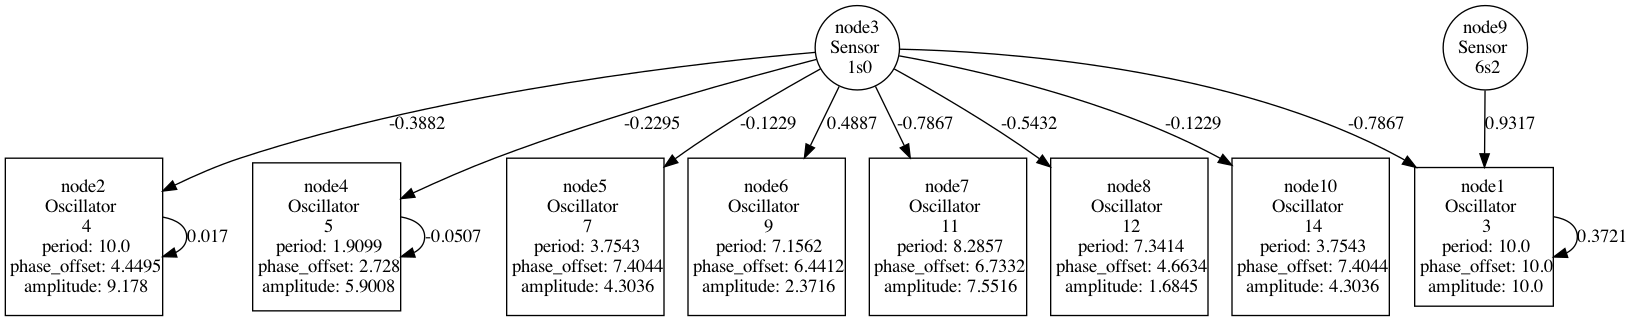 node3
Sensor
1s0
node9
Sensor
6s2
-0.3882
-0.2295
-0.1229
0.4887
-0.7867
-0.5432
-0.1229
-0.7867
0.9317
node2
Oscillator
4
period: 10.0
phase_offset: 4.4495
amplitude: 9.178
0.017
node4
Oscillator
5
period: 1.9099
phase_offset: 2.728
amplitude: 5.9008
-0.0507
node5
Oscillator
7
period: 3.7543
phase_offset: 7.4044
amplitude: 4.3036
node6
Oscillator
9
period: 7.1562
phase_offset: 6.4412
amplitude: 2.3716
node7
Oscillator
11
period: 8.2857
phase_offset: 6.7332
amplitude: 7.5516
node8
Oscillator
12
period: 7.3414
phase_offset: 4.6634
amplitude: 1.6845
node10
Oscillator
14
period: 3.7543
phase_offset: 7.4044
amplitude: 4.3036
node1
Oscillator
3
period: 10.0
phase_offset: 10.0
amplitude: 10.0
0.3721